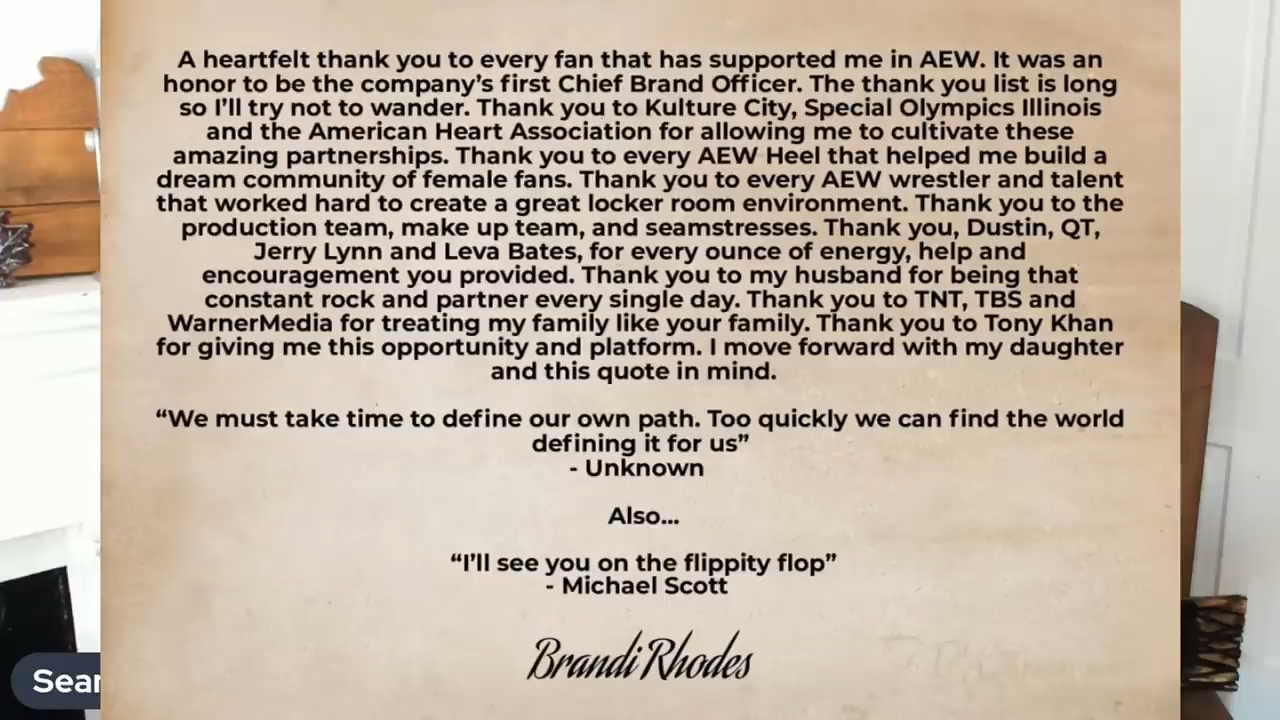 A heartfelt thank you to every fan that has supported me in AEW. It was an
honor to be the company's first Chief Brand Officer. The thank you list is long
so I'll try not to wander. Thank you to Kulture City, Special Olympics Illinois
and the American Heart Association for allowing me to cultivate these
amazing partnerships. Thank you to every AEW Heel that helped me build a
dream community of female fans. Thank you to every AEW wrestler and talent
that worked hard to create a great locker room environment. Thank you to the
production team, make up team, and seamstresses. Thank you, Dustin, QT,
Jerry Lynn and Leva Bates, for every ounce of energy, help and
encouragement you provided. Thank you to my husband for being that
constant rock and partner every single day. Thank you to TNT, TBS and
WarnerMedia for treating my family like your family. Thank you to Tony Khan
for giving me this opportunity and platform. I move forward with my daughter
and this quote in mind.
“We must take time to define our own path. Too quickly we can find the world
defining it for us”
- Unknown
Also...
“I'll see you on the flippity flop”
- Michael Scott
Brandi Rhodes
Sear